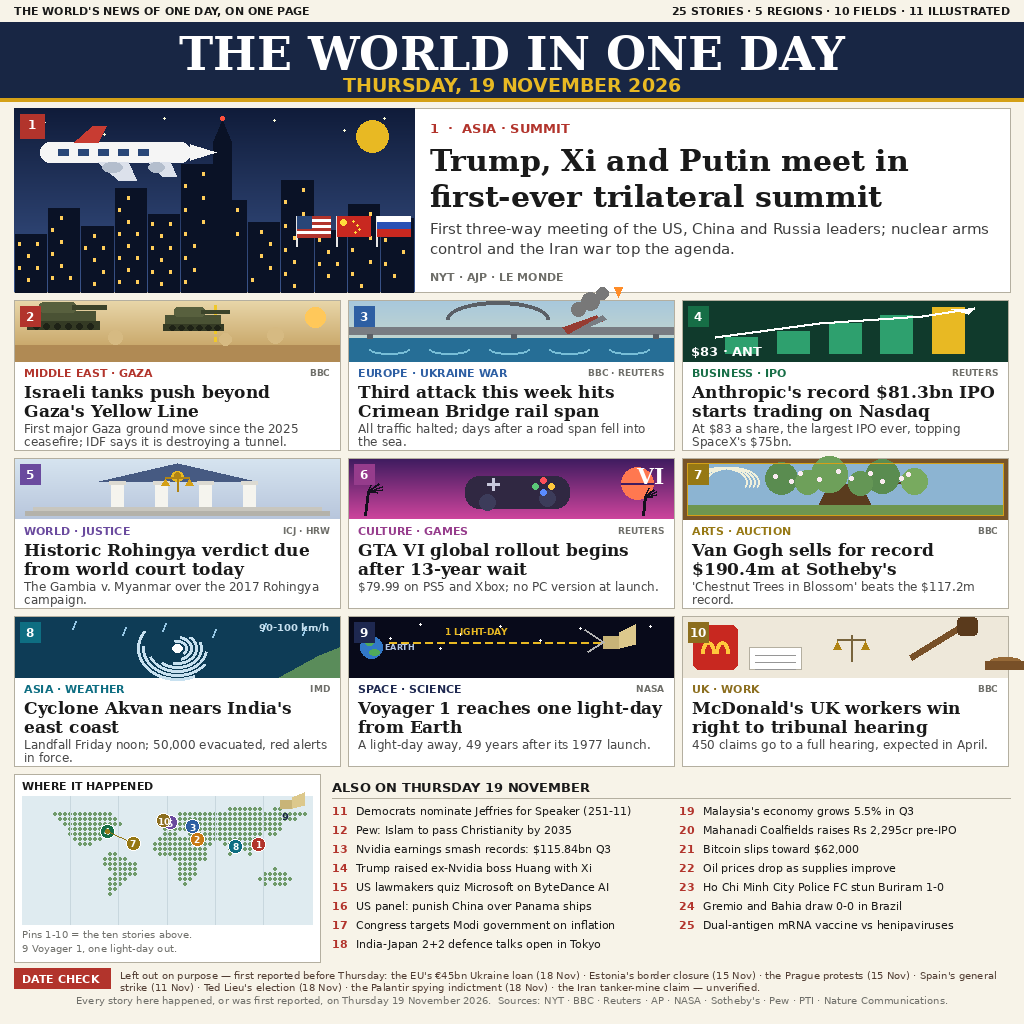 THE WORLD'S NEWS OF ONE DAY, ON ONE PAGE
25 STORIES · 5 REGIONS · 10 FIELDS · 11 ILLUSTRATED
THE WORLD IN ONE DAY
THURSDAY, 19 NOVEMBER 2026
1
1 · ASIA · SUMMIT
Trump, Xi and Putin meet in
first-ever trilateral summit
First three-way meeting of the US, China and Russia leaders; nuclear arms
control and the Iran war top the agenda.
NYT · AJP · LE MONDE
2
MIDDLE EAST · GAZA
BBC
Israeli tanks push beyond
Gaza's Yellow Line
First major Gaza ground move since the 2025
ceasefire; IDF says it is destroying a tunnel.
3
EUROPE · UKRAINE WAR
BBC · REUTERS
Third attack this week hits
Crimean Bridge rail span
All traffic halted; days after a road span fell into
the sea.
4
$83 · ANT
BUSINESS · IPO
REUTERS
Anthropic's record $81.3bn IPO
starts trading on Nasdaq
At $83 a share, the largest IPO ever, topping
SpaceX's $75bn.
5
WORLD · JUSTICE
ICJ · HRW
Historic Rohingya verdict due
from world court today
The Gambia v. Myanmar over the 2017 Rohingya
campaign.
6
VI
CULTURE · GAMES
REUTERS
GTA VI global rollout begins
after 13-year wait
$79.99 on PS5 and Xbox; no PC version at launch.
7
ARTS · AUCTION
BBC
Van Gogh sells for record
$190.4m at Sotheby's
'Chestnut Trees in Blossom' beats the $117.2m
record.
8
90-100 km/h
ASIA · WEATHER
IMD
Cyclone Akvan nears India's
east coast
Landfall Friday noon; 50,000 evacuated, red alerts
in force.
9
1 LIGHT-DAY
EARTH
SPACE · SCIENCE
NASA
Voyager 1 reaches one light-day
from Earth
A light-day away, 49 years after its 1977 launch.
10
UK · WORK
BBC
McDonald's UK workers win
right to tribunal hearing
450 claims go to a full hearing, expected in April.
WHERE IT HAPPENED
9
10
5
3
4
2
7
8
1
Pins 1-10 = the ten stories above.
9 Voyager 1, one light-day out.
ALSO ON THURSDAY 19 NOVEMBER
11 Democrats nominate Jeffries for Speaker (251-11)
12 Pew: Islam to pass Christianity by 2035
13 Nvidia earnings smash records: $115.84bn Q3
14 Trump raised ex-Nvidia boss Huang with Xi
15 US lawmakers quiz Microsoft on ByteDance AI
16 US panel: punish China over Panama ships
17 Congress targets Modi government on inflation
18 India-Japan 2+2 defence talks open in Tokyo
19 Malaysia's economy grows 5.5% in Q3
20 Mahanadi Coalfields raises Rs 2,295cr pre-IPO
21 Bitcoin slips toward $62,000
22 Oil prices drop as supplies improve
23 Ho Chi Minh City Police FC stun Buriram 1-0
24 Gremio and Bahia draw 0-0 in Brazil
25 Dual-antigen mRNA vaccine vs henipaviruses
DATE CHECK
Left out on purpose — first reported before Thursday: the EU's €45bn Ukraine loan (18 Nov) · Estonia's border closure (15 Nov) · the Prague protests (15 Nov) · Spain's general
strike (11 Nov) · Ted Lieu's election (18 Nov) · the Palantir spying indictment (18 Nov) · the Iran tanker-mine claim — unverified.
Every story here happened, or was first reported, on Thursday 19 November 2026. Sources: NYT · BBC · Reuters · AP · NASA · Sotheby's · Pew · PTI · Nature Communications.